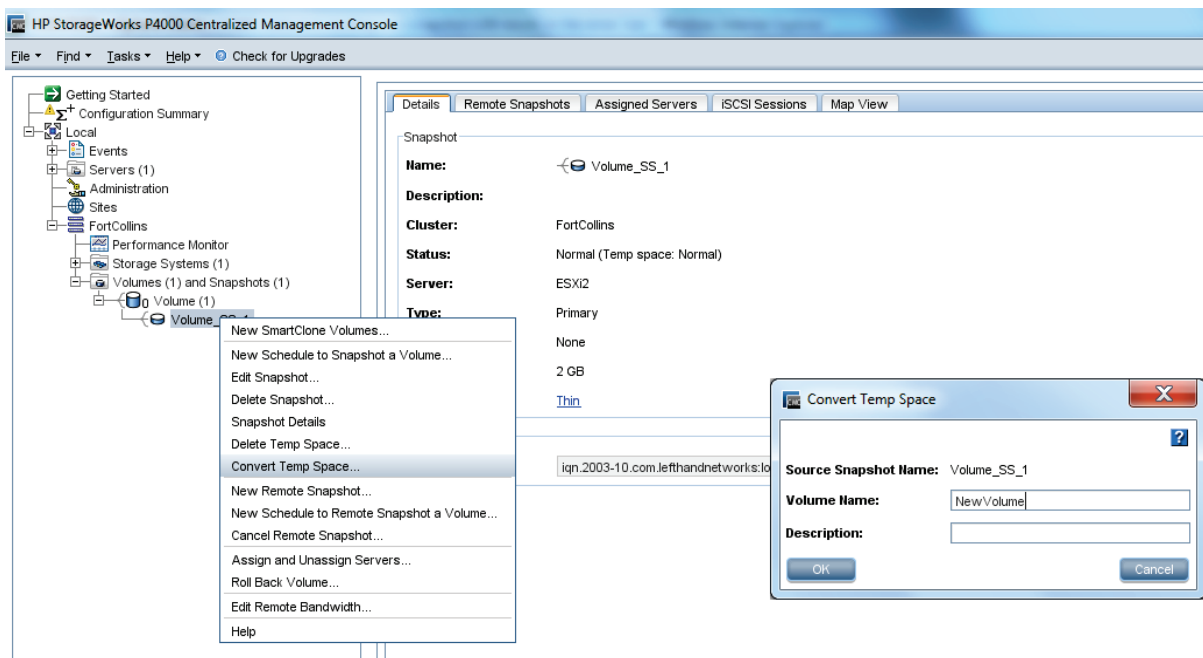 HP StorageWorks P4000 Centralized Management Console
File Find Tasks Help Check for Upgrades
Getting Started
Configuration Summary
Local
Events
Servers (1)
Administration
Sites
FortCollins
Performance Monitor
Storage Systems (1)
Volumes (1) and Snapshots (1)
Volume (1)
Volume_SS_1
New SmartClone Volumes...
New Schedule to Snapshot a Volume...
Edit Snapshot...
Delete Snapshot...
Snapshot Details
Delete Temp Space...
Convert Temp Space...
New Remote Snapshot...
New Schedule to Remote Snapshot a Volume...
Cancel Remote Snapshot...
Assign and Unassign Servers...
Roll Back Volume...
Edit Remote Bandwidth...
Help
Details Remote Snapshots Assigned Servers iSCSI Sessions Map View
Snapshot
Name: Volume_SS_1
Description:
Cluster: FortCollins
Status: Normal (Temp space: Normal)
Server: ESXi2
Type: Primary
None
2 GB
Thin
iqn.2003-10.com.lefthandnetworks:lo
Convert Temp Space
Source Snapshot Name: Volume_SS_1
Volume Name: NewVolume
Description:
OK Cancel